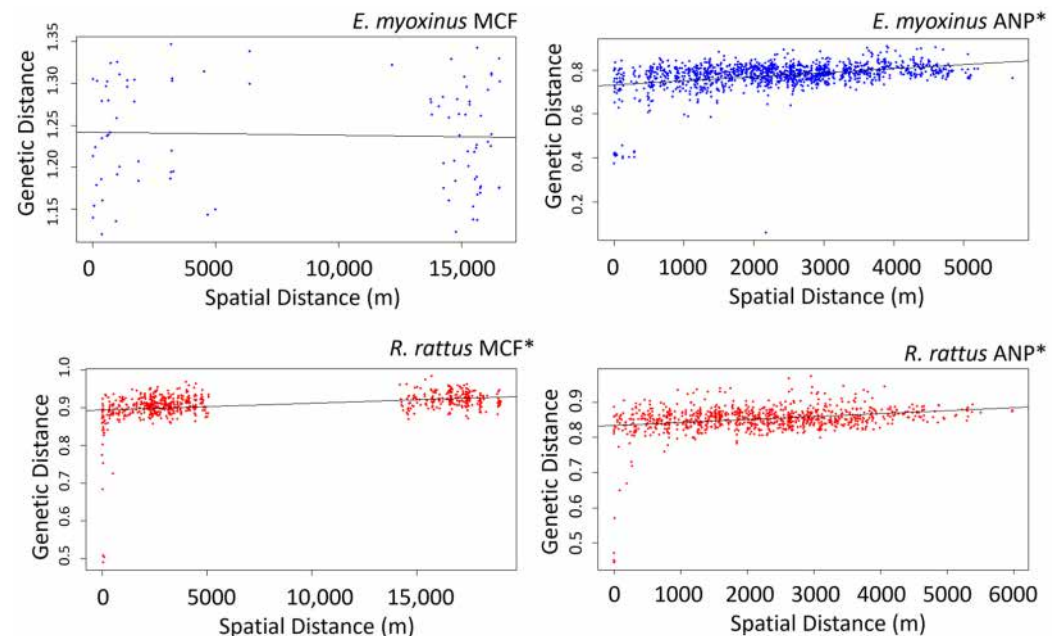 E. myoxinus MCF
Genetic Distance
1.35
1.30
1.25
1.20
1.15
0 5000 10,000 15,000
Spatial Distance (m)
E. myoxinus ANP*
Genetic Distance
0.8
0.6
0.4
0.2
0 1000 2000 3000 4000 5000
Spatial Distance (m)
R. rattus MCF*
Genetic Distance
1.0
0.9
0.8
0.7
0.6
0.5
0 5000 10,000 15,000
Spatial Distance (m)
R. rattus ANP*
Genetic Distance
0.9
0.8
0.7
0.6
0.5
0 1000 2000 3000 4000 5000 6000
Spatial Distance (m)